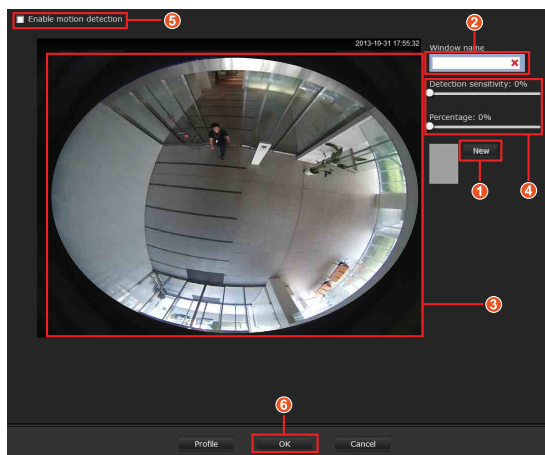 Enable motion detection
5
2
2013-10-31 17:55:32
Window name
Detection sensitivity: 0%
Percentage: 0%
New
1
4
3
6
Profile
OK
Cancel